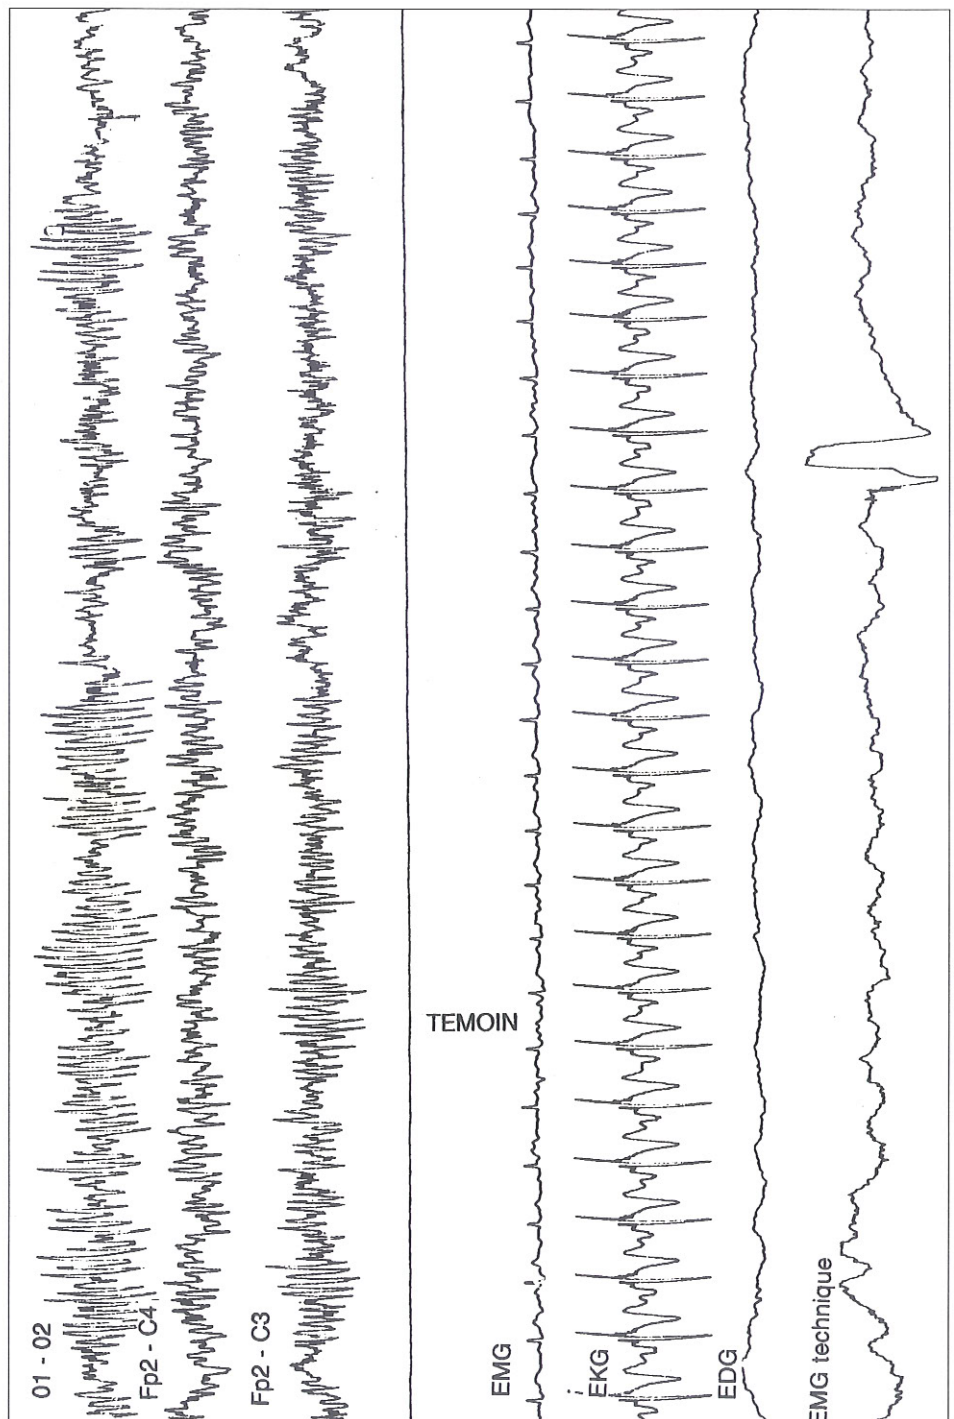 01 - 02
Fp2 - C4
Fp2 - C3
TEMOIN
EMG
EKG
EDG
EMG technique